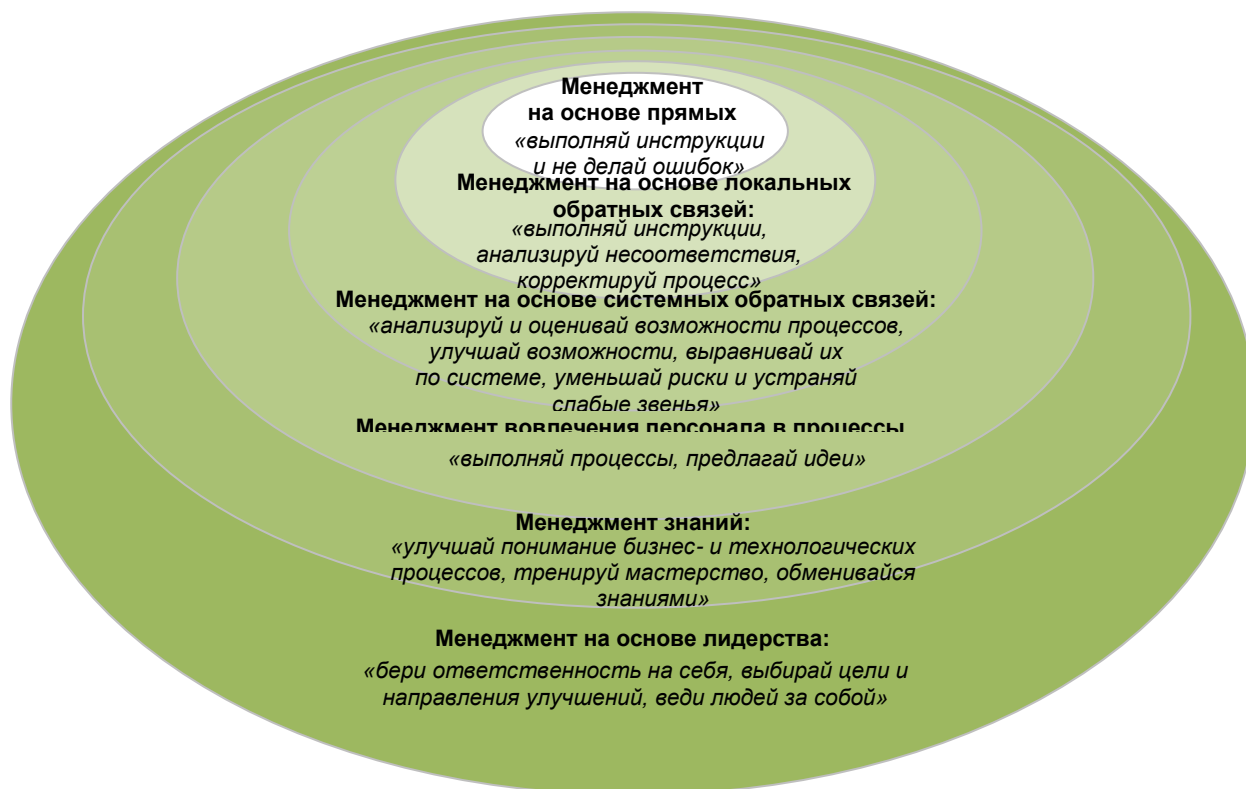 Менеджмент
на основе прямых
«выполняй инструкции
и не делай ошибок»
Менеджмент на основе локальных
обратных связей:
«выполняй инструкции,
анализируй несоответствия,
корректируй процесс»
Менеджмент на основе системных обратных связей:
«анализируй и оценивай возможности процессов,
улучшай возможности, выравнивай их
по системе, уменьшай риски и устраняй
слабые звенья»
Менеджмент вовлечения персонала в процессы
«выполняй процессы, предлагай идеи»
Менеджмент знаний:
«улучшай понимание бизнес- и технологических
процессов, тренируй мастерство, обменивайся
знаниями»
Менеджмент на основе лидерства:
«бери ответственность на себя, выбирай цели и
направления улучшений, веди людей за собой»